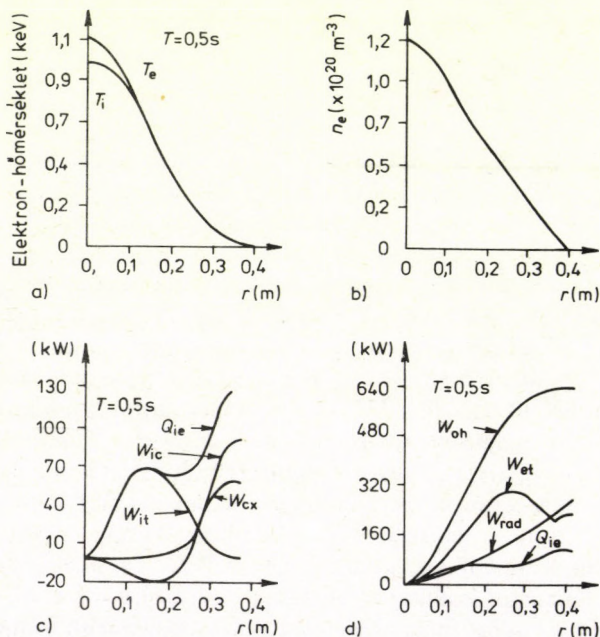 Elektron-hőmérséklet (keV)
1,1
0,9
0,7
0,4
0,2
0
T=0,5s
Te
Ti
0,
0,1
0,2
0,3
0,4
r(m)
a)
ne (x 10²⁰ m⁻³)
1,2
1,0
0,7
0,5
0,2
0
0
0,1
0,2
0,3
0,4
r(m)
b)
(kW)
130
100
70
40
10
-20
T=0,5s
Qie
Wic
Wcx
Wit
0
0,1
0,2
0,3
0,4
r(m)
c)
(kW)
640
480
320
160
0
T=0,5s
Woh
Wet
Wrad
Qie
0
0,1
0,2
0,3
0,4
r(m)
d)